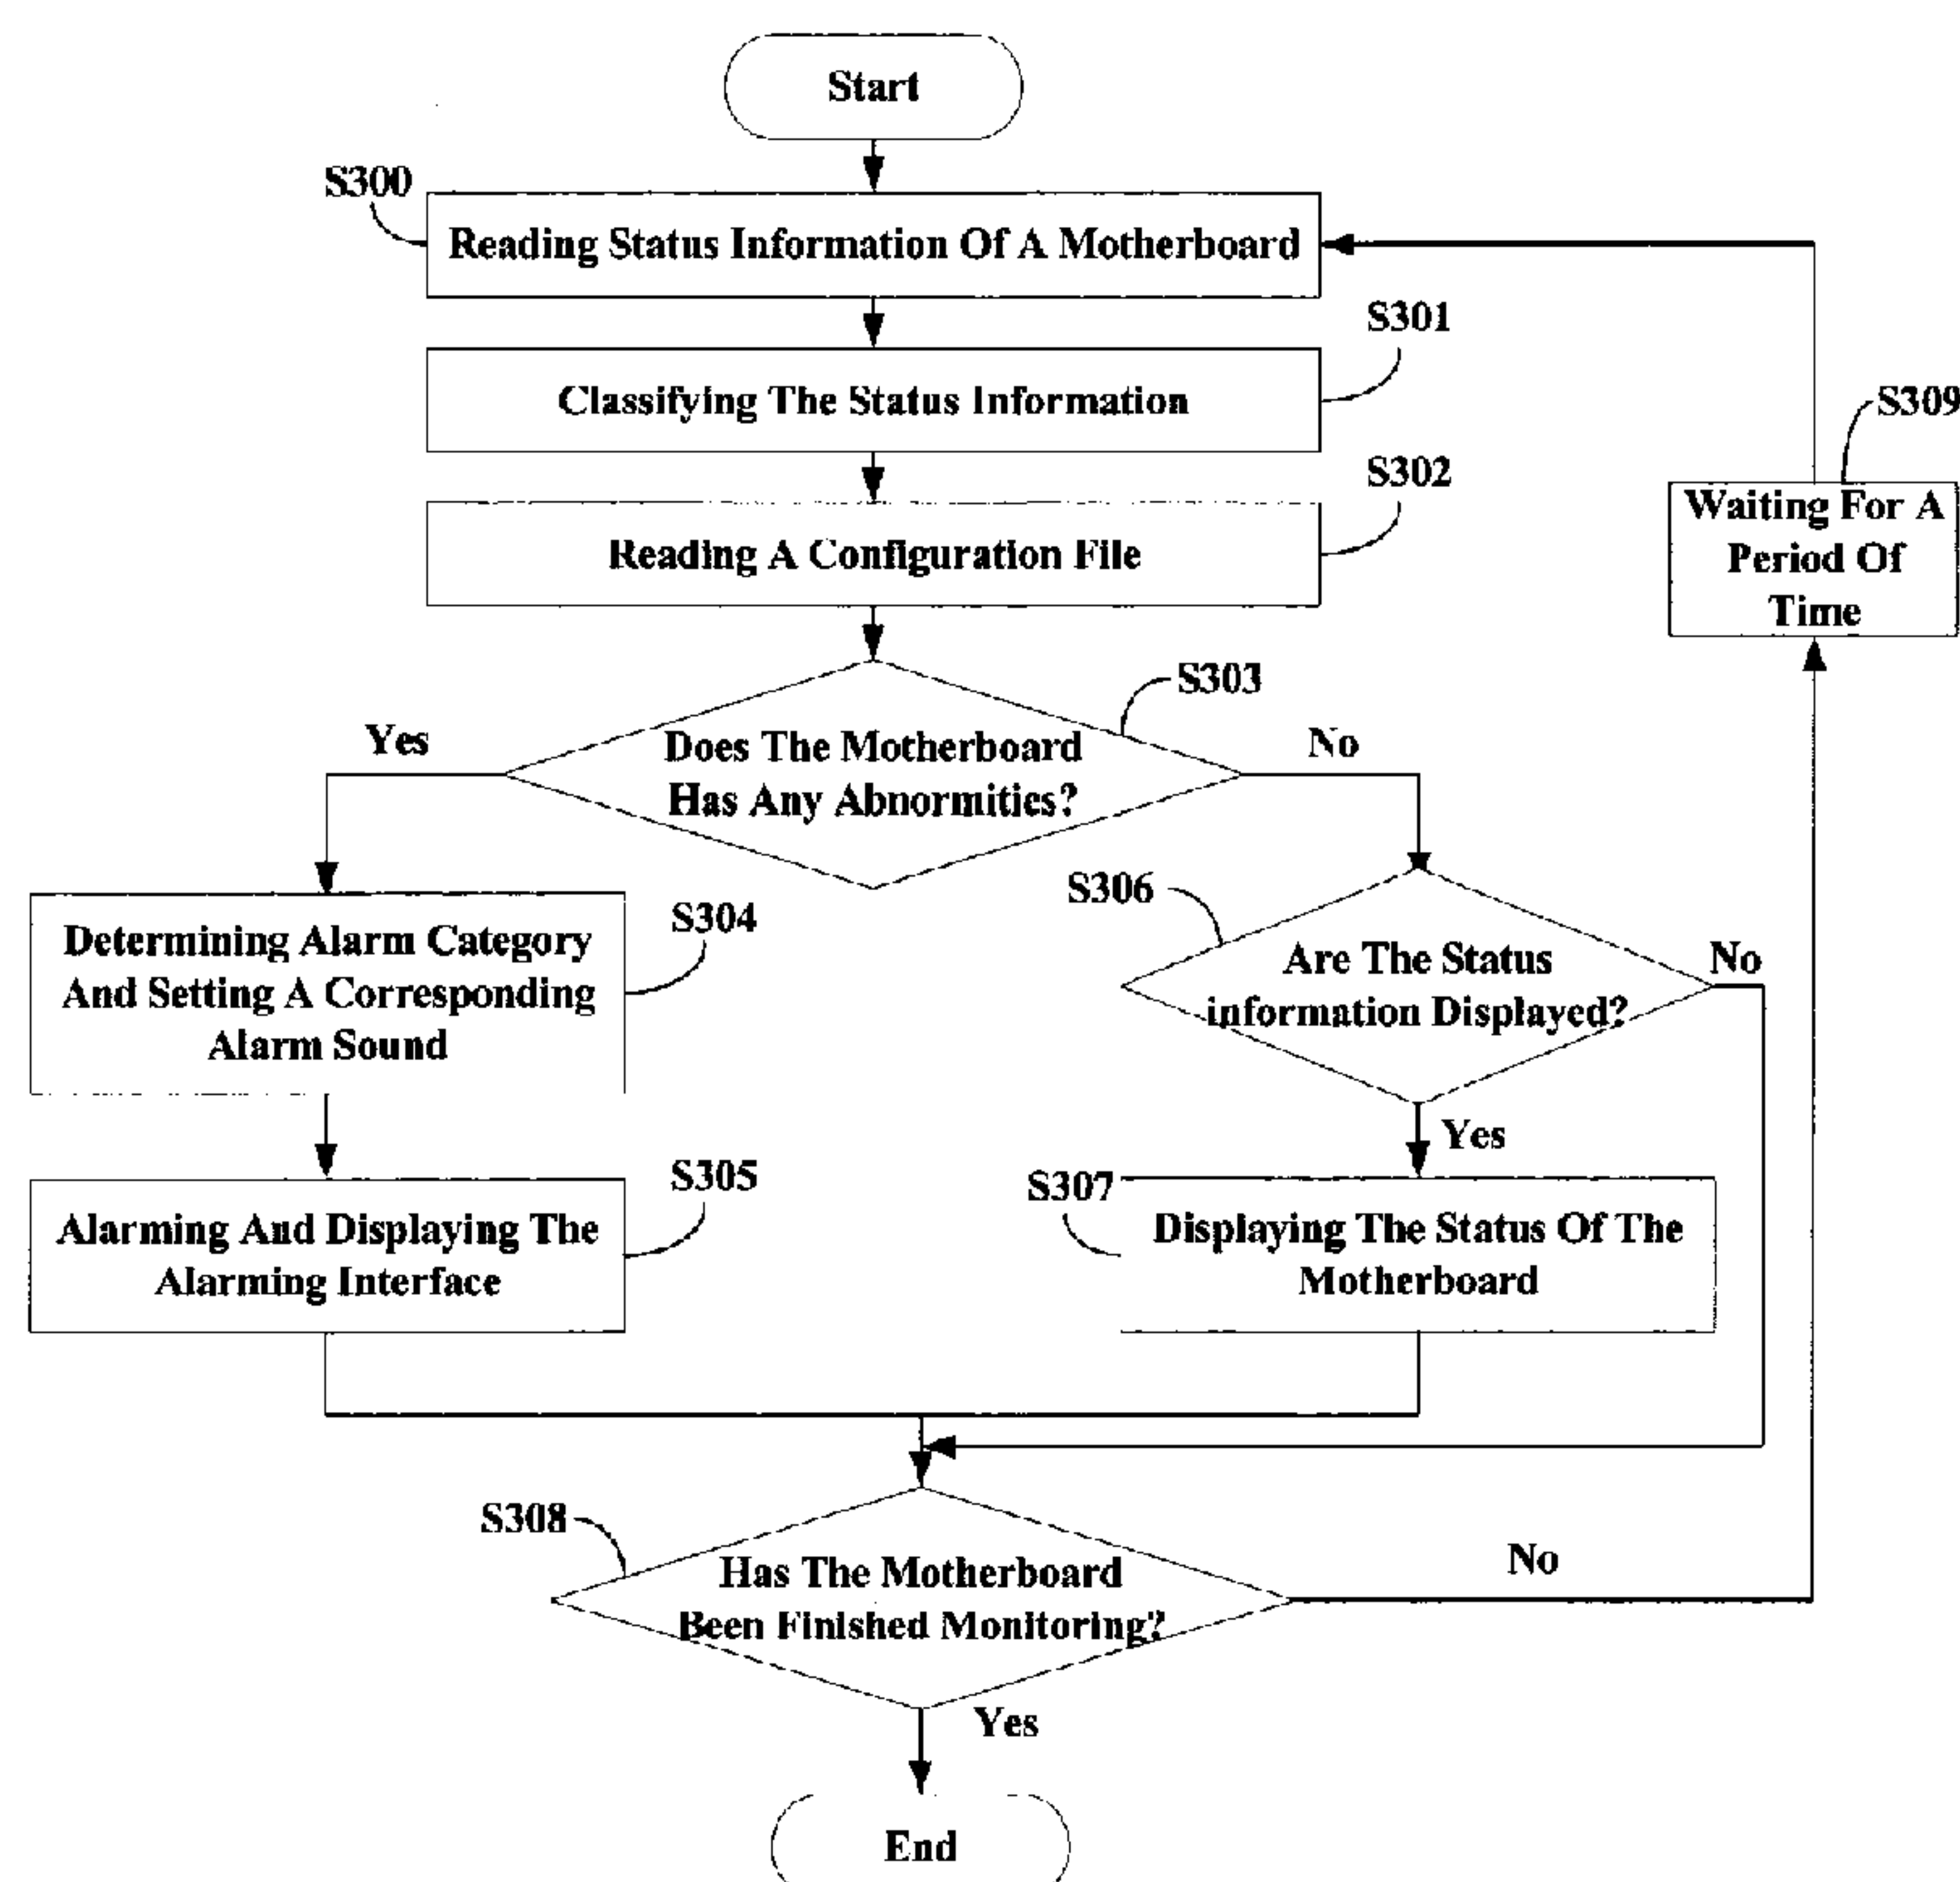 Start
S300
Reading Status Information Of A Motherboard
S301
Classifying The Status Information
S309
S302
Reading A Configuration File
Waiting For A
Period Of
Time
S303
Yes
No
Does The Motherboard
Has Any Abnormities?
S306
S304
Determining Alarm Category
And Setting A Corresponding
Alarm Sound
Are The Status
information Displayed?
No
Yes
S305
S307
Alarming And Displaying The
Alarming Interface
Displaying The Status Of The
Motherboard
S308
Has The Motherboard
Been Finished Monitoring?
No
Yes
End